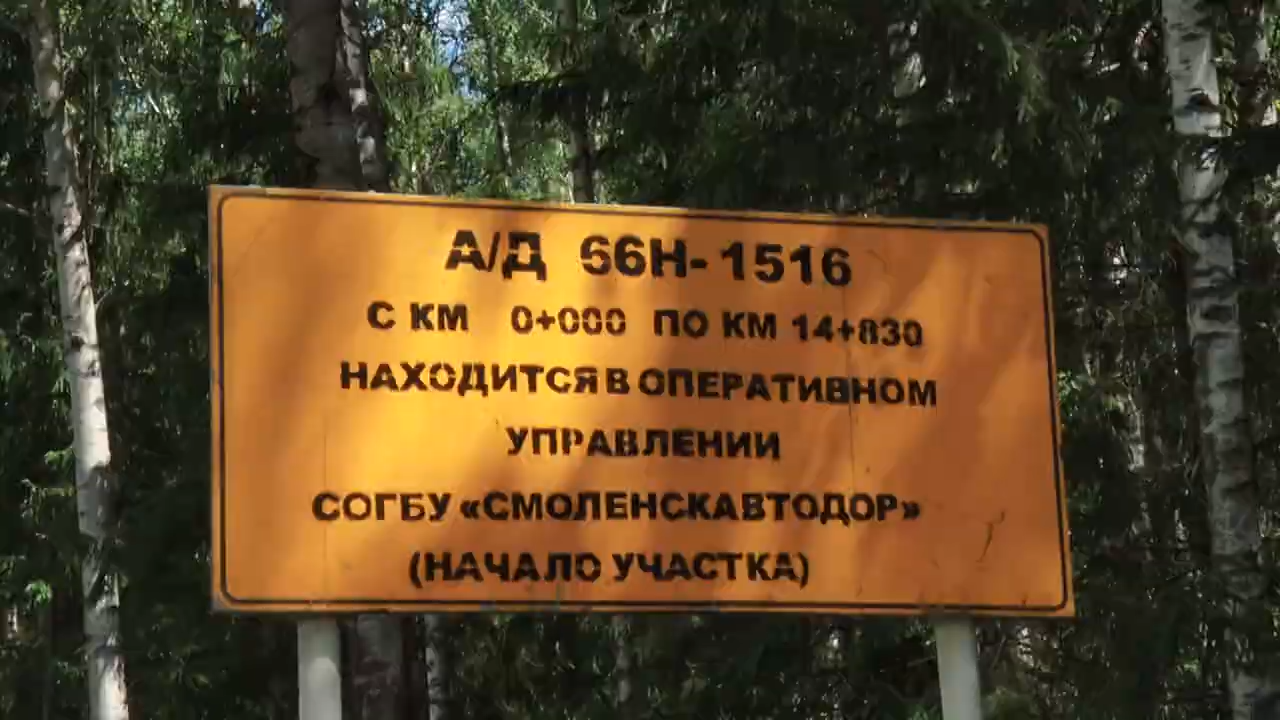 А/Д 66Н-1516
С КМ 0+000 ПО КМ 14+830
НАХОДИТСЯ В ОПЕРАТИВНОМ
УПРАВЛЕНИИ
СОГБУ «СМОЛЕНСКАВТОДОР»
(НАЧАЛО УЧАСТКА)